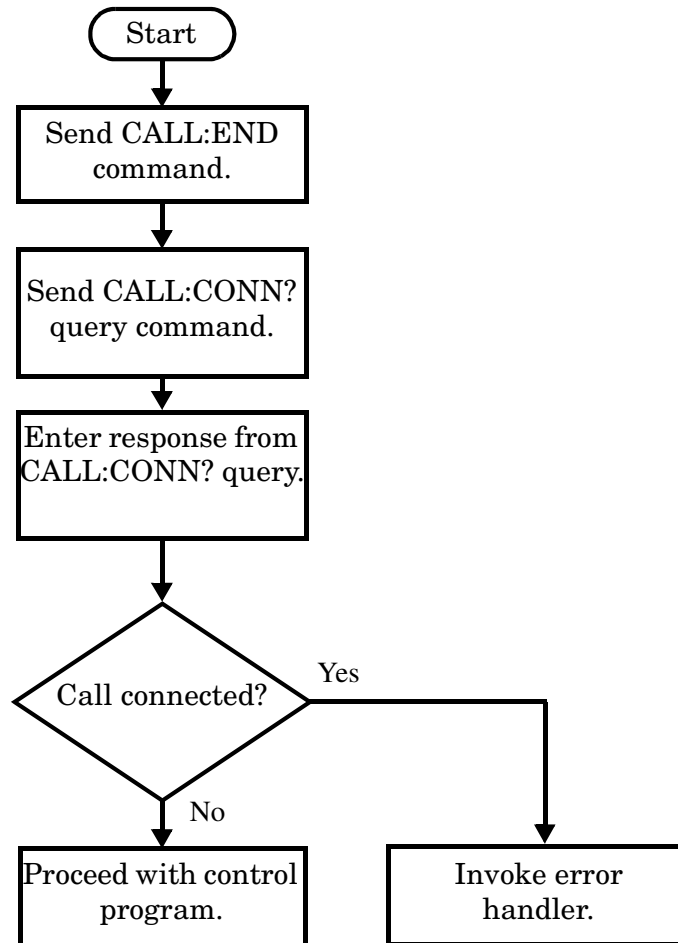 Start
Send CALL:END
command.
Send CALL:CONN?
query command.
Enter response from
CALL:CONN? query.
Call connected?
Yes
No
Proceed with control
program.
Invoke error
handler.